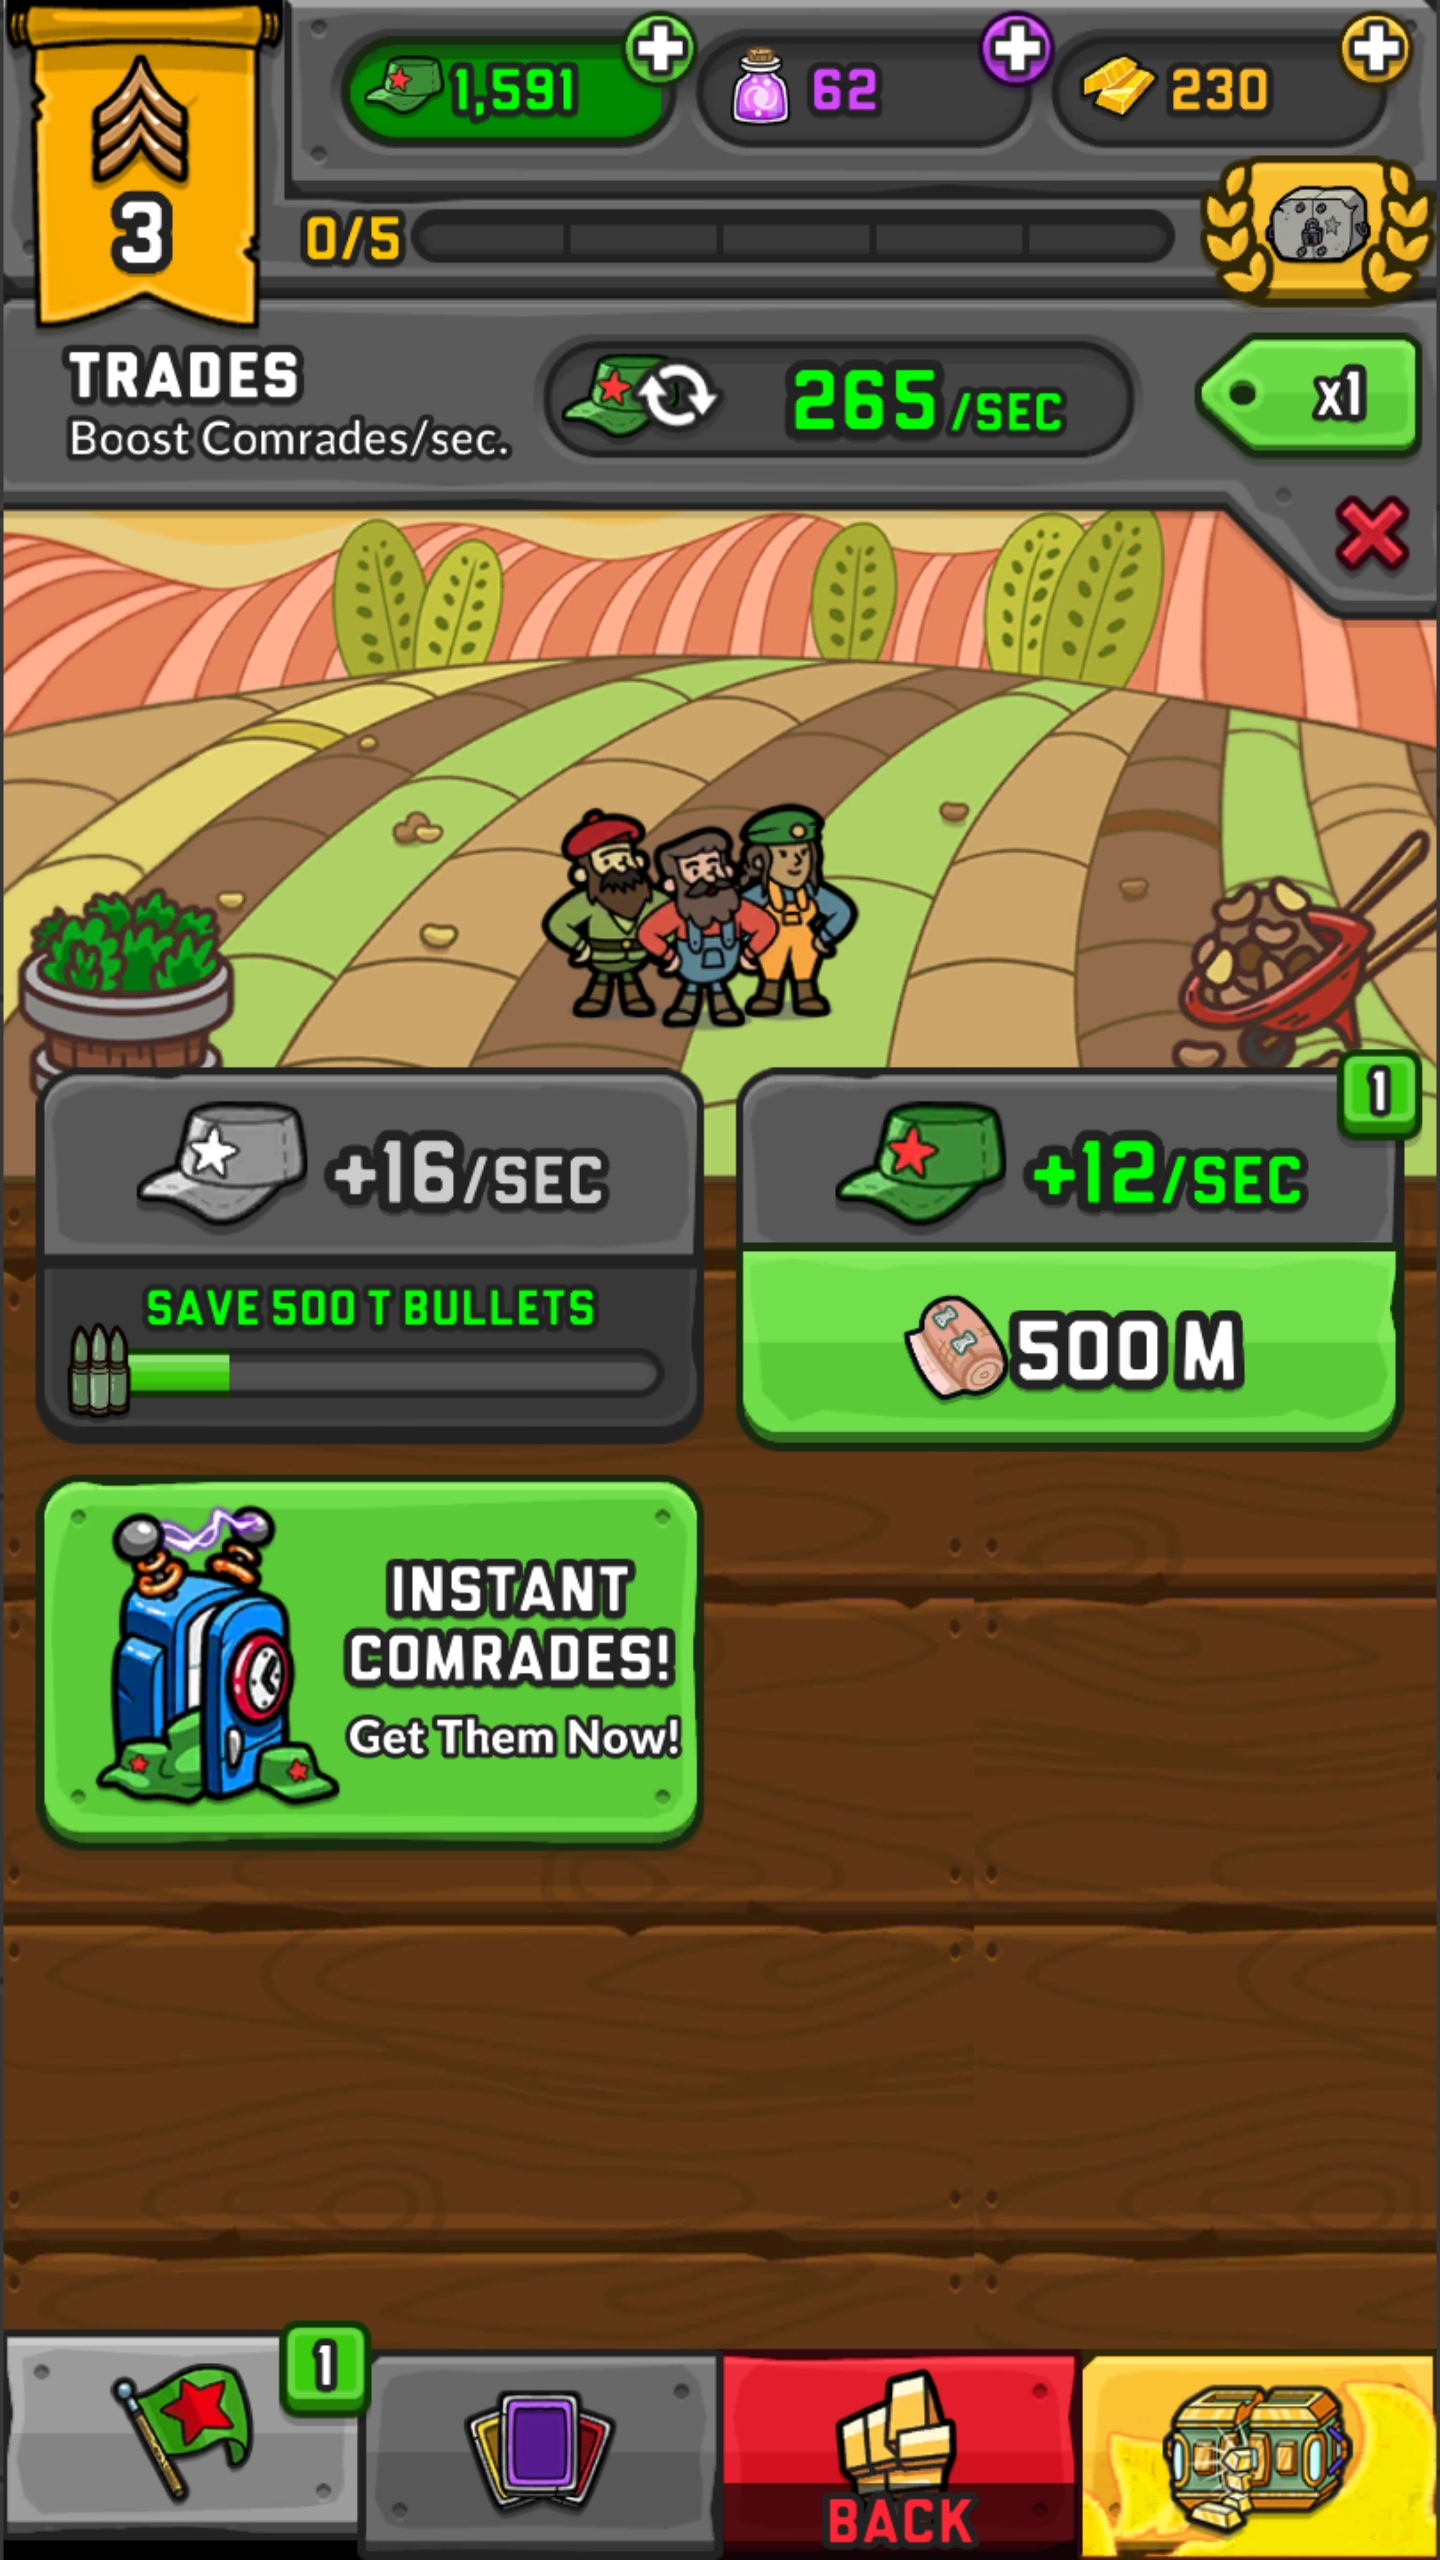 1,591
62
230
3
0/5
TRADES
Boost Comrades/sec.
265 /SEC
x1
+16/SEC
SAVE 500 T BULLETS
1
+12/SEC
500 M
INSTANT
COMRADES!
Get Them Now!
1
BACK